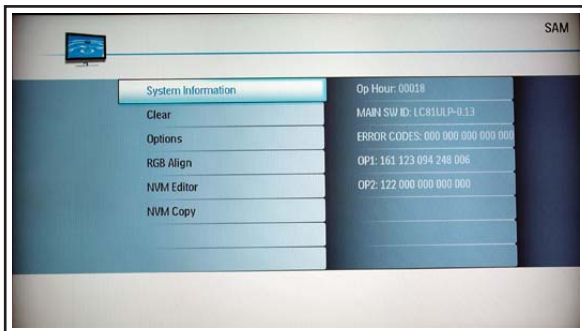 SAM
System Information
Clear
Options
RGB Align
NVM Editor
NVM Copy
Op Hour: 00018
MAIN SW ID: LC81ULP-0.13
ERROR CODES: 000 000 000 000 000
OP1: 161 123 094 248 006
OP2: 122 000 000 000 000